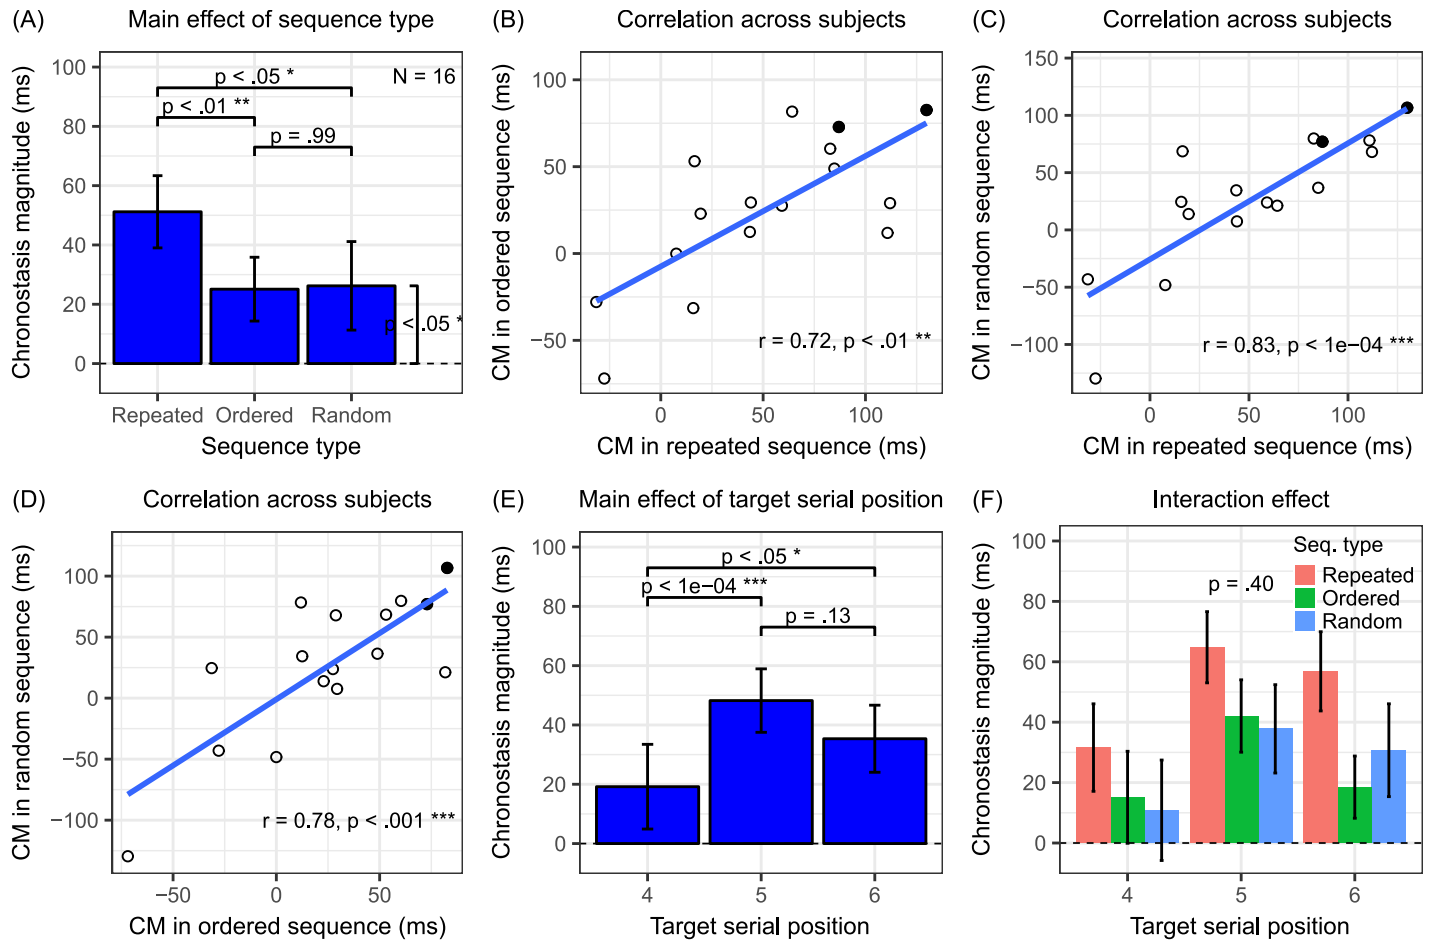 (A) Main effect of sequence type
Chronostasis magnitude (ms)
100
80
60
40
20
0
p < .05 *
N = 16
p < .01 **
p = .99
p < .05 *
Repeated Ordered Random
Sequence type
(B) Correlation across subjects
CM in ordered sequence (ms)
100
50
0
−50
r = 0.72, p < .01 **
0 50 100
CM in repeated sequence (ms)
(C) Correlation across subjects
CM in random sequence (ms)
150
100
50
0
−50
−100
r = 0.83, p < 1e−04 ***
0 50 100
CM in repeated sequence (ms)
(D) Correlation across subjects
CM in random sequence (ms)
100
50
0
−50
−100
r = 0.78, p < .001 ***
−50 0 50
CM in ordered sequence (ms)
(E) Main effect of target serial position
Chronostasis magnitude (ms)
100
80
60
40
20
0
p < .05 *
p < 1e−04 ***
p = .13
4 5 6
Target serial position
(F) Interaction effect
Chronostasis magnitude (ms)
100
80
60
40
20
0
Seq. type
Repeated
Ordered
Random
p = .40
4 5 6
Target serial position